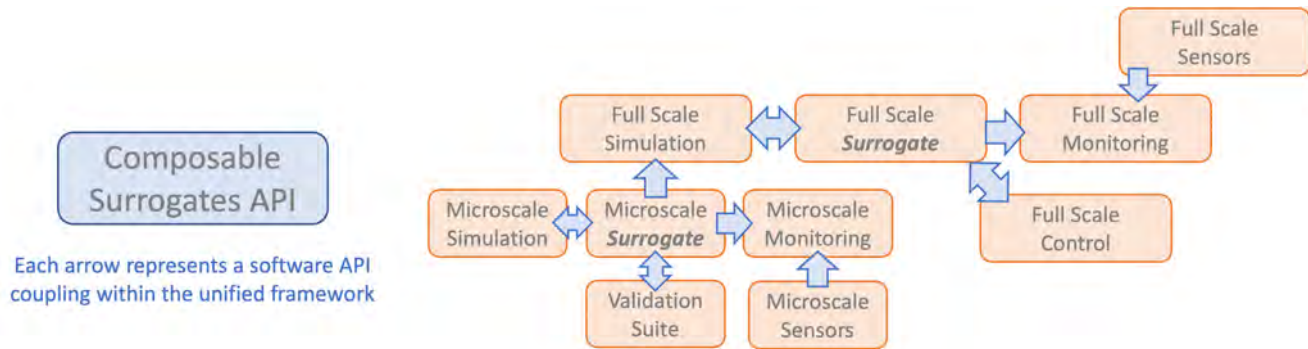 Composable
Surrogates API
Each arrow represents a software API
coupling within the unified framework
Full Scale
Sensors
Full Scale
Simulation
Full Scale
Surrogate
Full Scale
Monitoring
Microscale
Simulation
Microscale
Surrogate
Microscale
Monitoring
Full Scale
Control
Validation
Suite
Microscale
Sensors